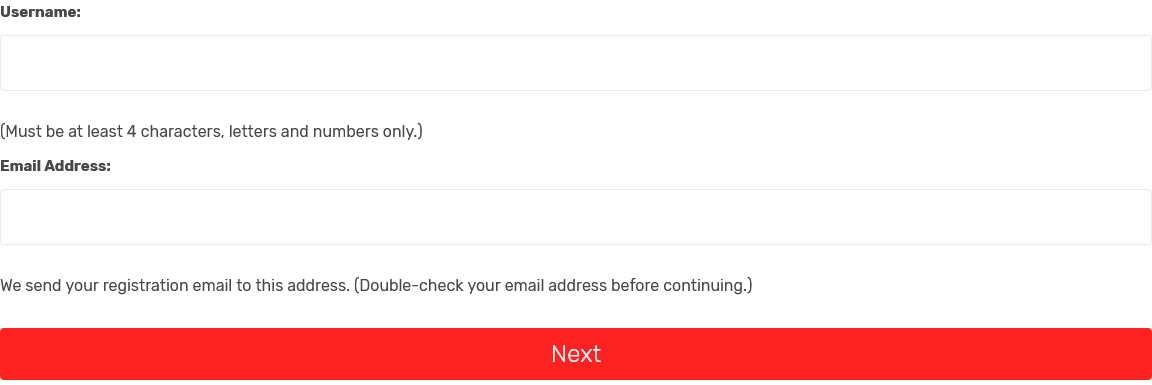 Username:
(Must be at least 4 characters, letters and numbers only.)
Email Address:
We send your registration email to this address. (Double-check your email address before continuing.)
Next